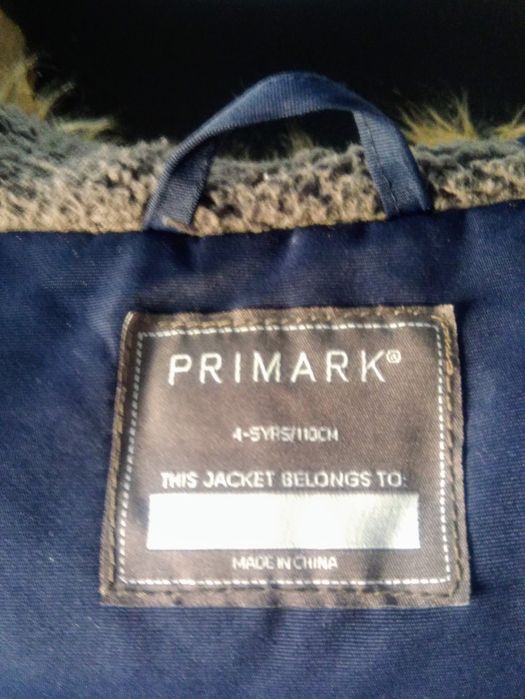 PRIMARK®
4-5YRS/110CM
THIS JACKET BELONGS TO:
MADE IN CHINA